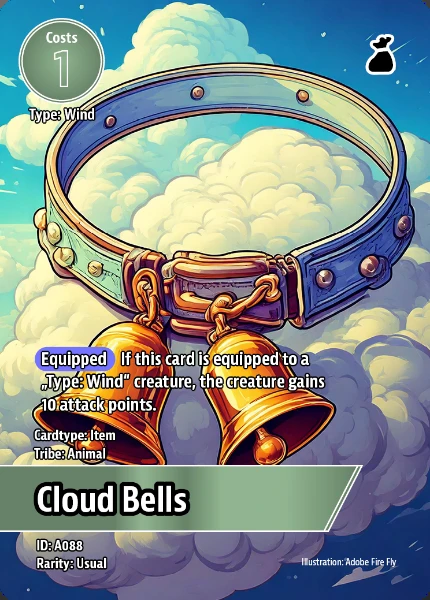 Costs
1
Type: Wind
Equipped If this card is equipped to a
„Type: Wind" creature, the creature gains
10 attack points.
Cardtype: Item
Tribe: Animal
Cloud Bells
ID: A088
Rarity: Usual
Illustration: Adobe Fire Fly